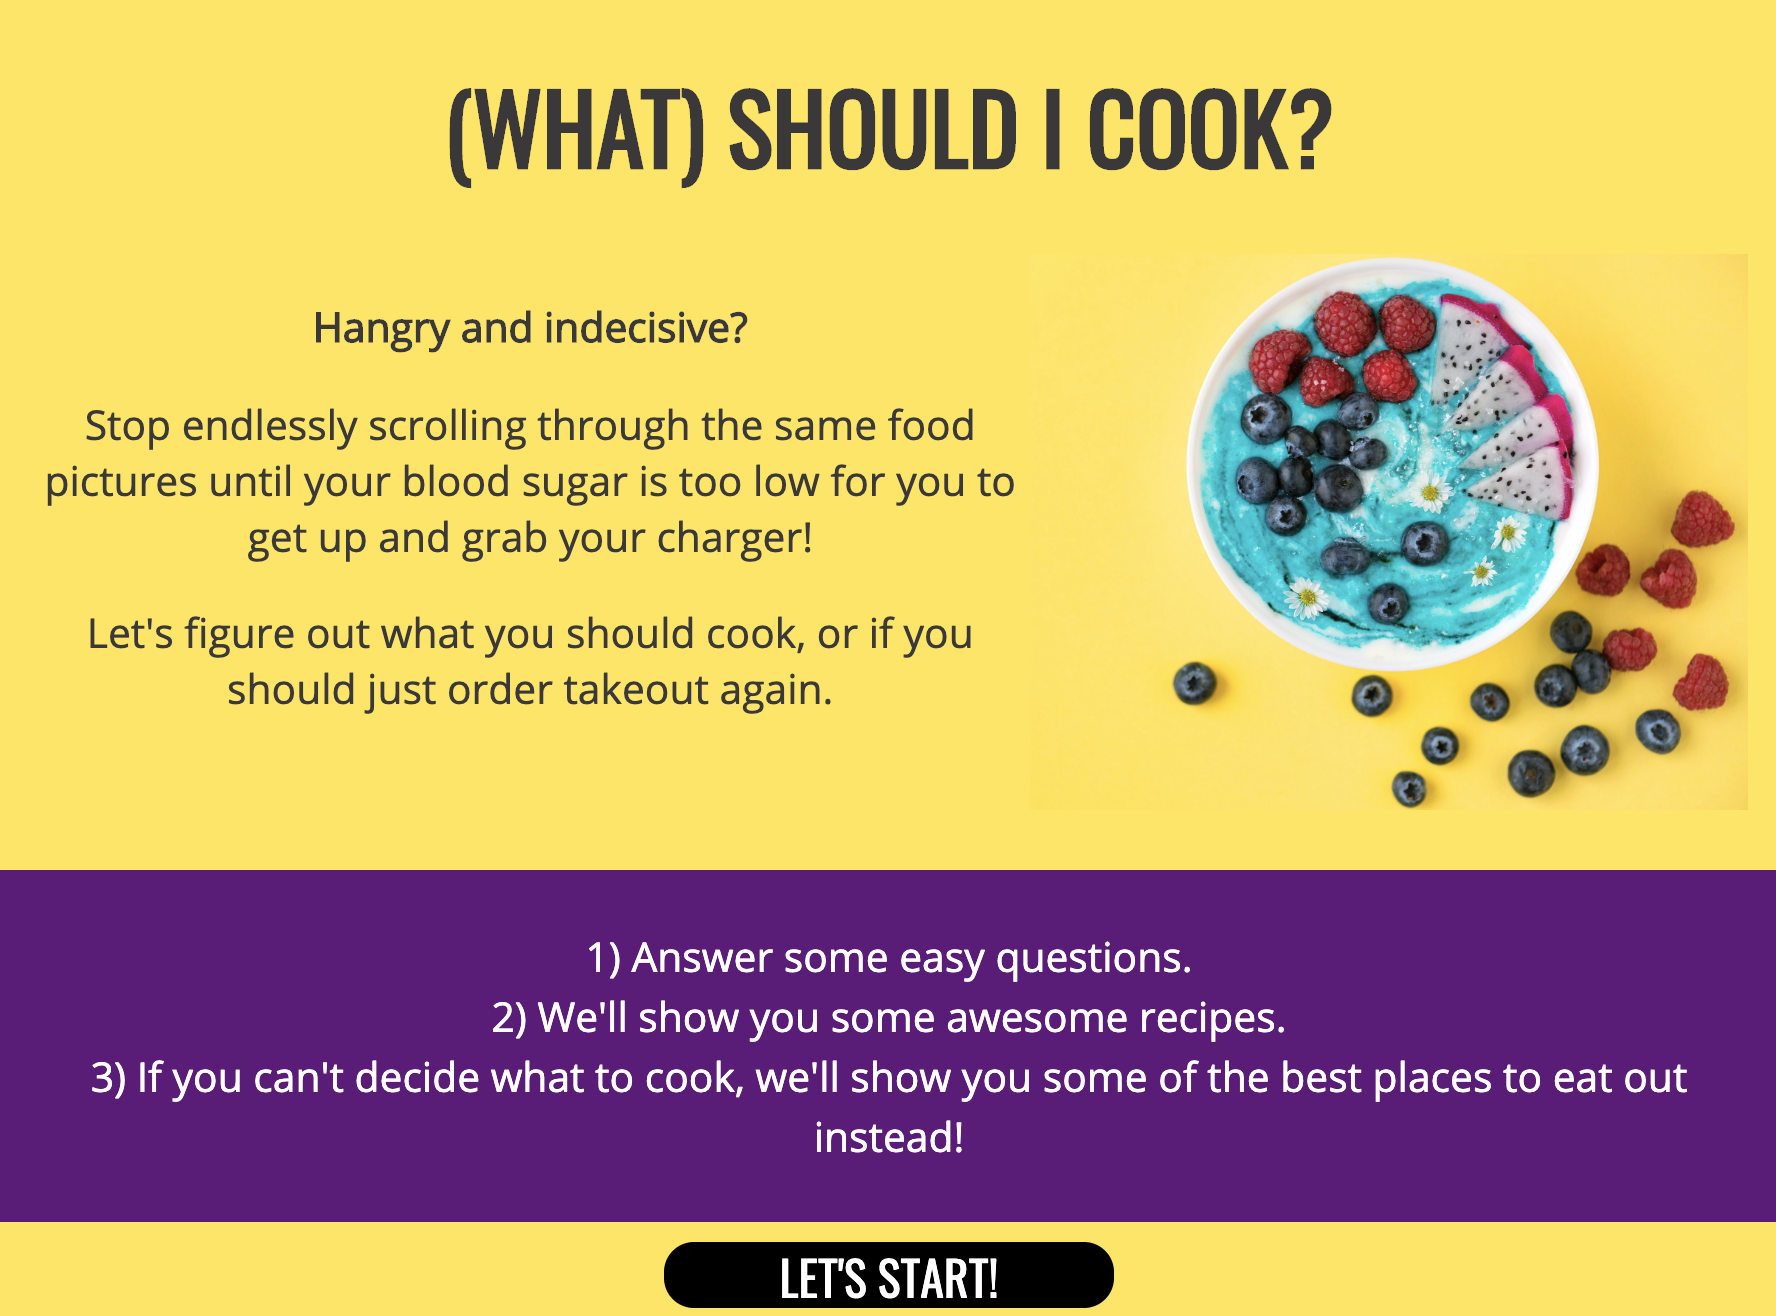 (WHAT) SHOULD I COOK?
Hangry and indecisive?
Stop endlessly scrolling through the same food
pictures until your blood sugar is too low for you to
get up and grab your charger!
Let's figure out what you should cook, or if you
should just order takeout again.
1) Answer some easy questions.
2) We'll show you some awesome recipes.
3) If you can't decide what to cook, we'll show you some of the best places to eat out
instead!
LET'S START!